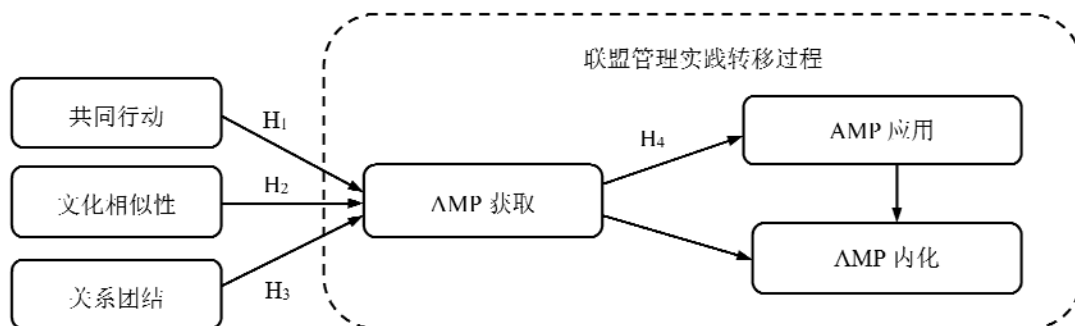 联盟管理实践转移过程
共同行动
H1
文化相似性
H2
关系团结
H3
AMP 获取
H4
AMP 应用
AMP 内化